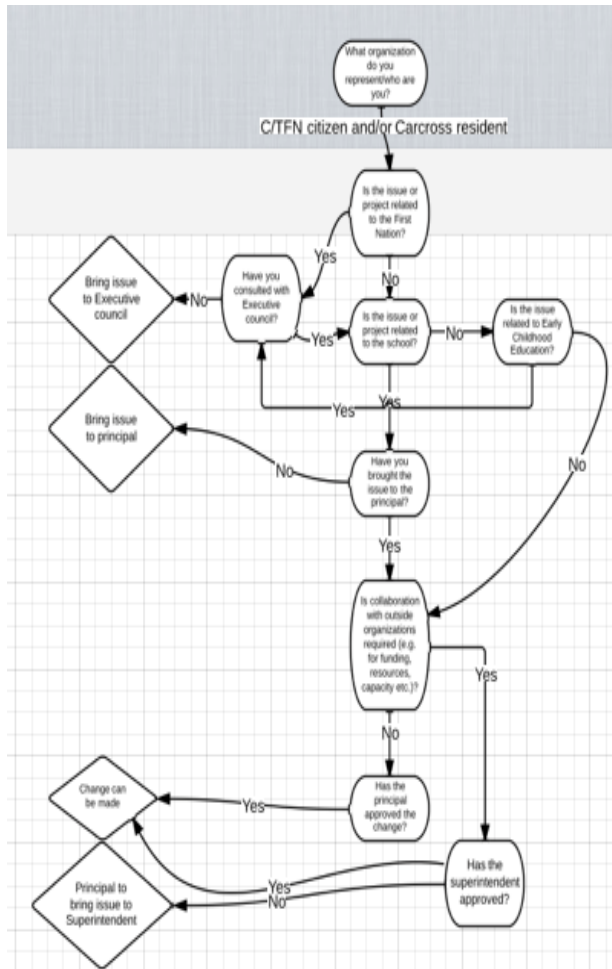 What organization
do you
represent/who are
you?
C/TFN citizen and/or Carcross resident
Is the issue or
project related
to the First
Nation?
Yes
No
Bring issue
to Executive
council
No
Have you
consulted with
Executive
council?
Yes
Is the issue or
project related
to the school?
No
Is the issue
related to Early
Childhood
Education?
Yes
Yes
No
Bring issue
to principal
No
Have you
brought the
issue to the
principal?
Yes
Is collaboration
with outside
organizations
required (e.g.
for funding,
resources,
capacity etc.)?
Yes
No
Change can
be made
Yes
Has the
principal
approved the
change?
Has the
superintendent
approved?
Yes
No
Principal to
bring issue to
Superintendent